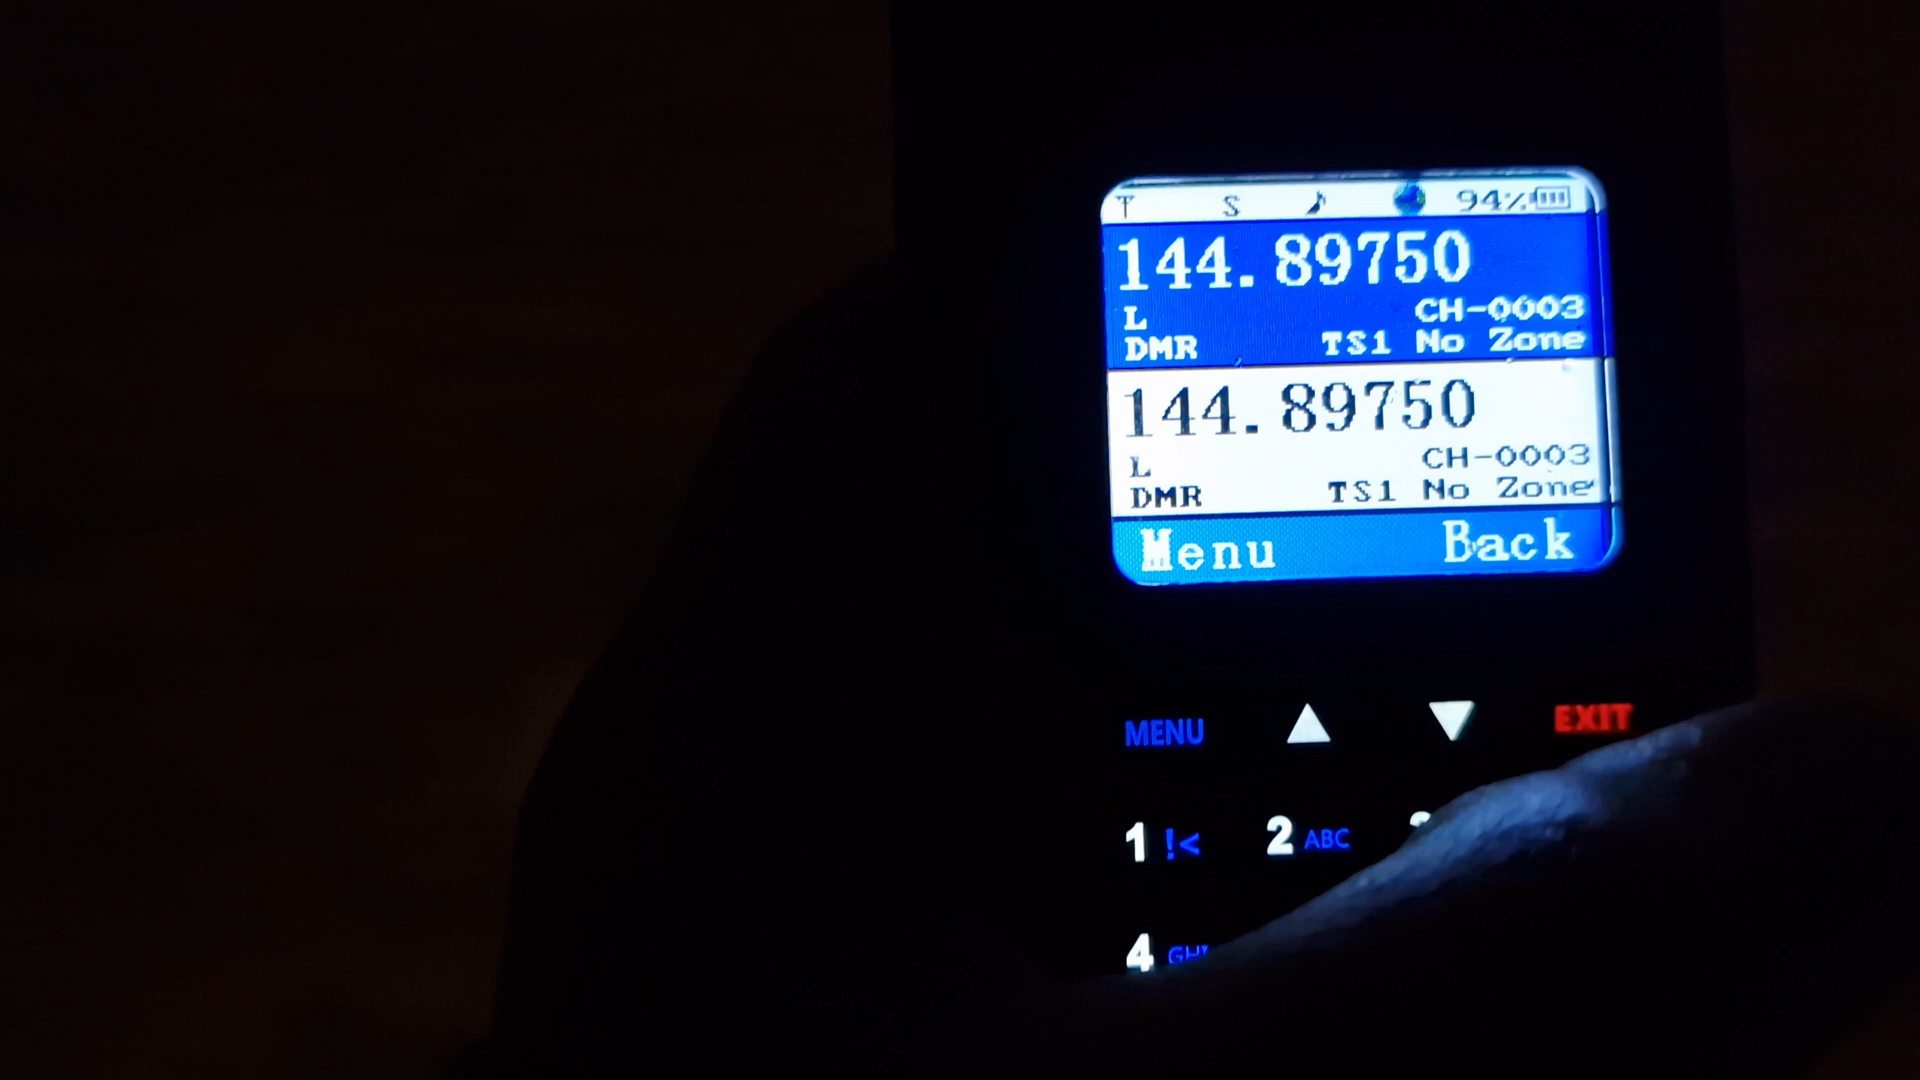 S 94%
144.89750
L CH-0003
DMR TS1 No Zone
144.89750
L CH-0003
DMR TS1 No Zone
Menu Back
MENU EXIT
1 !< 2 ABC
4